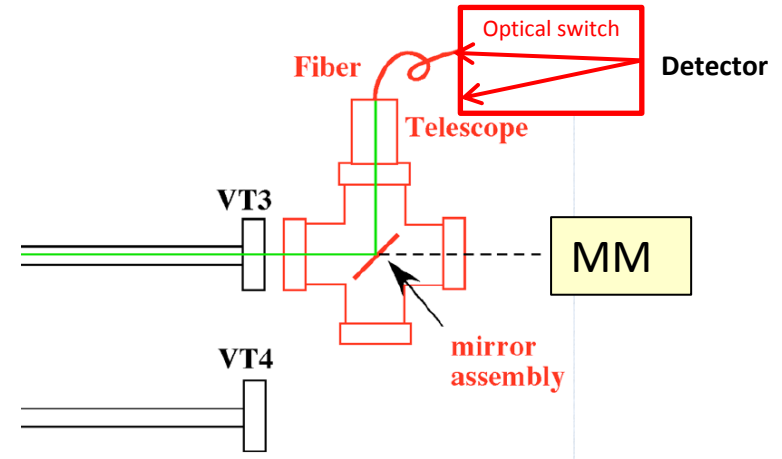 Optical switch
Fiber
Detector
Telescope
VT3
MM
mirror
assembly
VT4